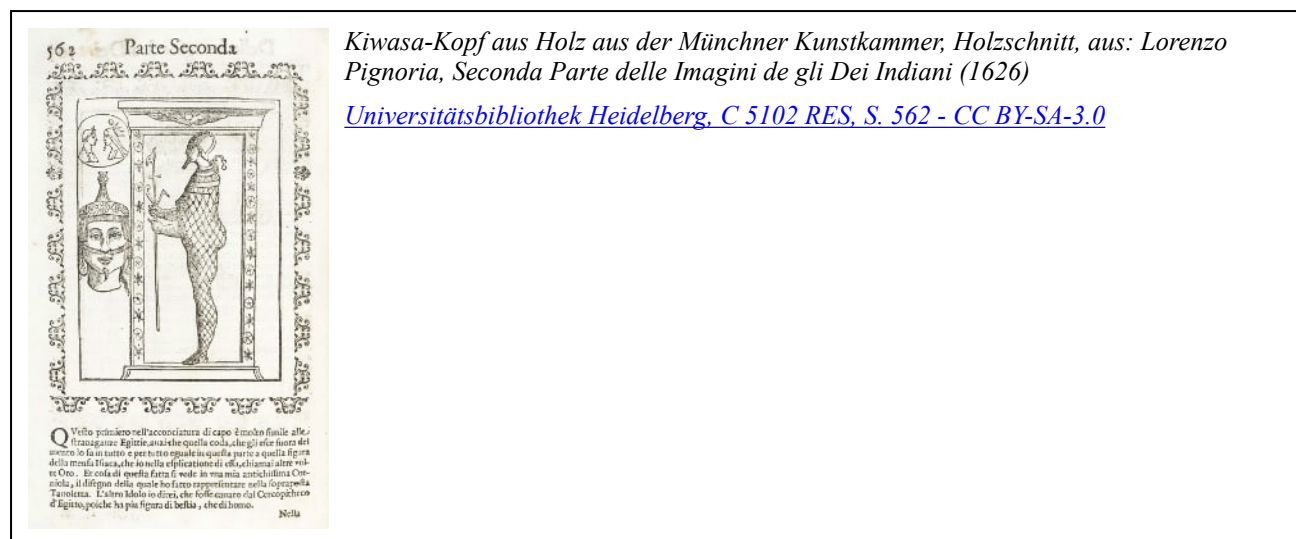 562 Parte Seconda
QVesto primiero nell'acconciatura di capo è molto simile alle
strauaganze Egittie, anzi che quella coda, che gli esce fuora del
mento lo fa in tutto e per tutto eguale in questa parte a quella figura
della mensa Isiaca, che io nella esplicatione di essa, chiamai altre vol-
te Oro. Et cosa di questa fatta si vede in vna mia antichissima Cor-
niola, il disegno della quale ho fatto rappresentare nella soprapposta
Tauoletta. L'altro Idolo io direi, che fosse cauato dal Cercopitheco
d'Egitto, poiche ha più figura di bestia, che di homo.
Nella
Kiwasa-Kopf aus Holz aus der Münchner Kunstkammer, Holzschnitt, aus: Lorenzo
Pignoria, Seconda Parte delle Imagini de gli Dei Indiani (1626)
Universitätsbibliothek Heidelberg, C 5102 RES, S. 562 - CC BY-SA-3.0